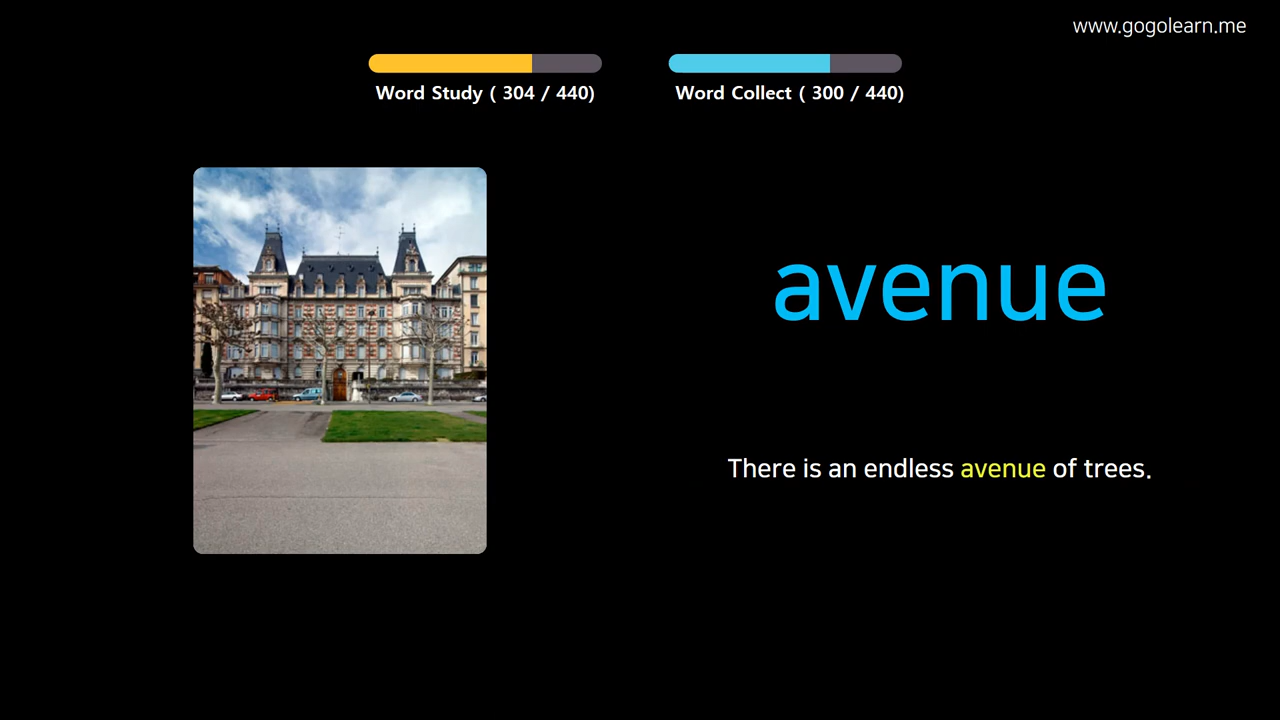 www.gogolearn.me
Word Study ( 304 / 440)
Word Collect ( 300 / 440)
avenue
There is an endless avenue of trees.